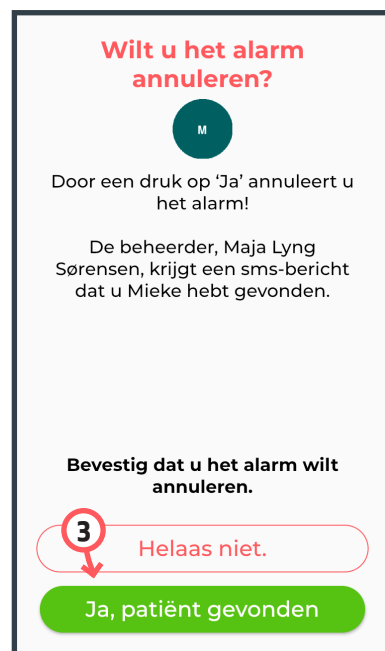 Wilt u het alarm
annuleren?
M
Door een druk op ‘Ja’ annuleert u
het alarm!
De beheerder, Maja Lyng
Sørensen, krijgt een sms-bericht
dat u Mieke hebt gevonden.
Bevestig dat u het alarm wilt
annuleren.
3
Helaas niet.
Ja, patiënt gevonden